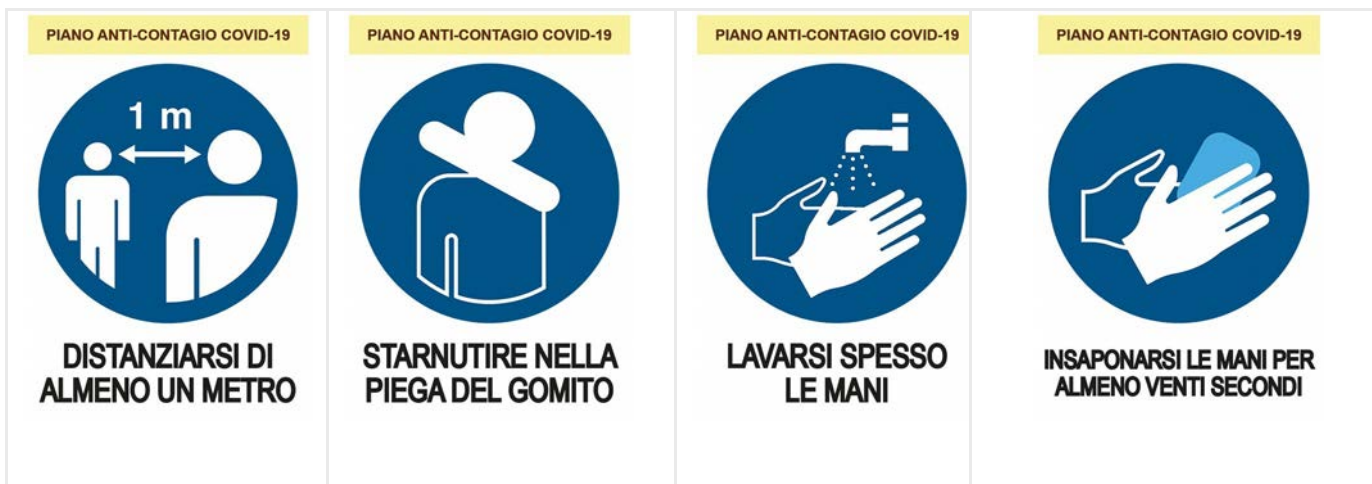 PIANO ANTI-CONTAGIO COVID-19
1 m
DISTANZIARSI DI
ALMENO UN METRO
PIANO ANTI-CONTAGIO COVID-19
STARNUTIRE NELLA
PIEGA DEL GOMITO
PIANO ANTI-CONTAGIO COVID-19
LAVARSI SPESSO
LE MANI
PIANO ANTI-CONTAGIO COVID-19
INSAPONARSI LE MANI PER
ALMENO VENTI SECONDI